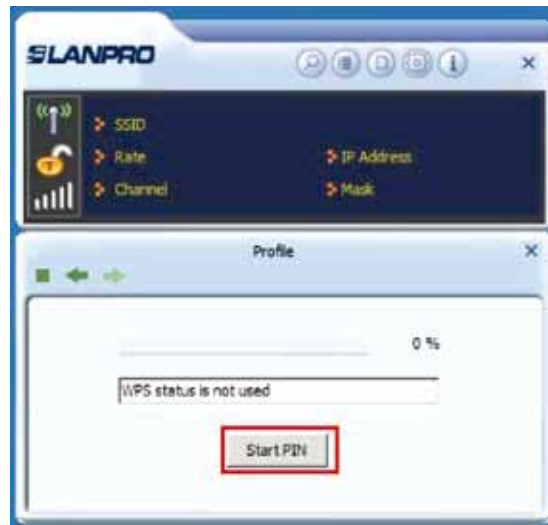 LANPRO
SSID
Rate
IP Address
Channel
Mask
Profile
0 %
WPS status is not used
Start PIN